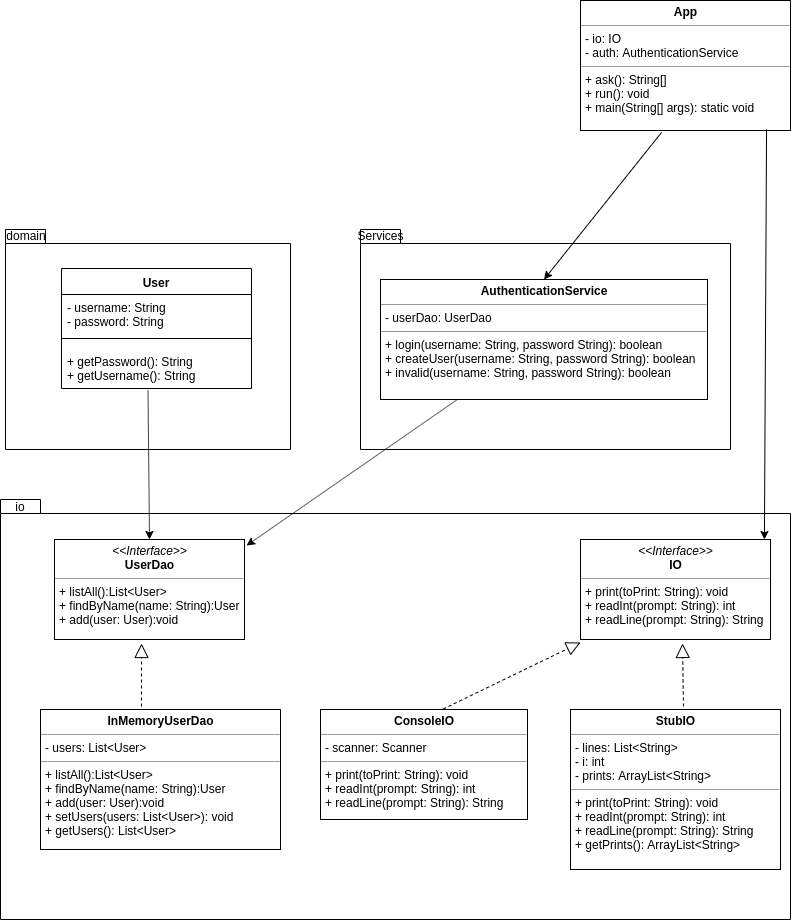 App
- io: IO
- auth: AuthenticationService
+ ask(): String[]
+ run(): void
+ main(String[] args): static void
domain
User
- username: String
- password: String
+ getPassword(): String
+ getUsername(): String
Services
AuthenticationService
- userDao: UserDao
+ login(username: String, password String): boolean
+ createUser(username: String, password String): boolean
+ invalid(username: String, password String): boolean
io
<<Interface>>
UserDao
+ listAll():List<User>
+ findByName(name: String):User
+ add(user: User):void
<<Interface>>
IO
+ print(toPrint: String): void
+ readInt(prompt: String): int
+ readLine(prompt: String): String
InMemoryUserDao
- users: List<User>
+ listAll():List<User>
+ findByName(name: String):User
+ add(user: User):void
+ setUsers(users: List<User>): void
+ getUsers(): List<User>
ConsoleIO
- scanner: Scanner
+ print(toPrint: String): void
+ readInt(prompt: String): int
+ readLine(prompt: String): String
StubIO
- lines: List<String>
- i: int
- prints: ArrayList<String>
+ print(toPrint: String): void
+ readInt(prompt: String): int
+ readLine(prompt: String): String
+ getPrints(): ArrayList<String>